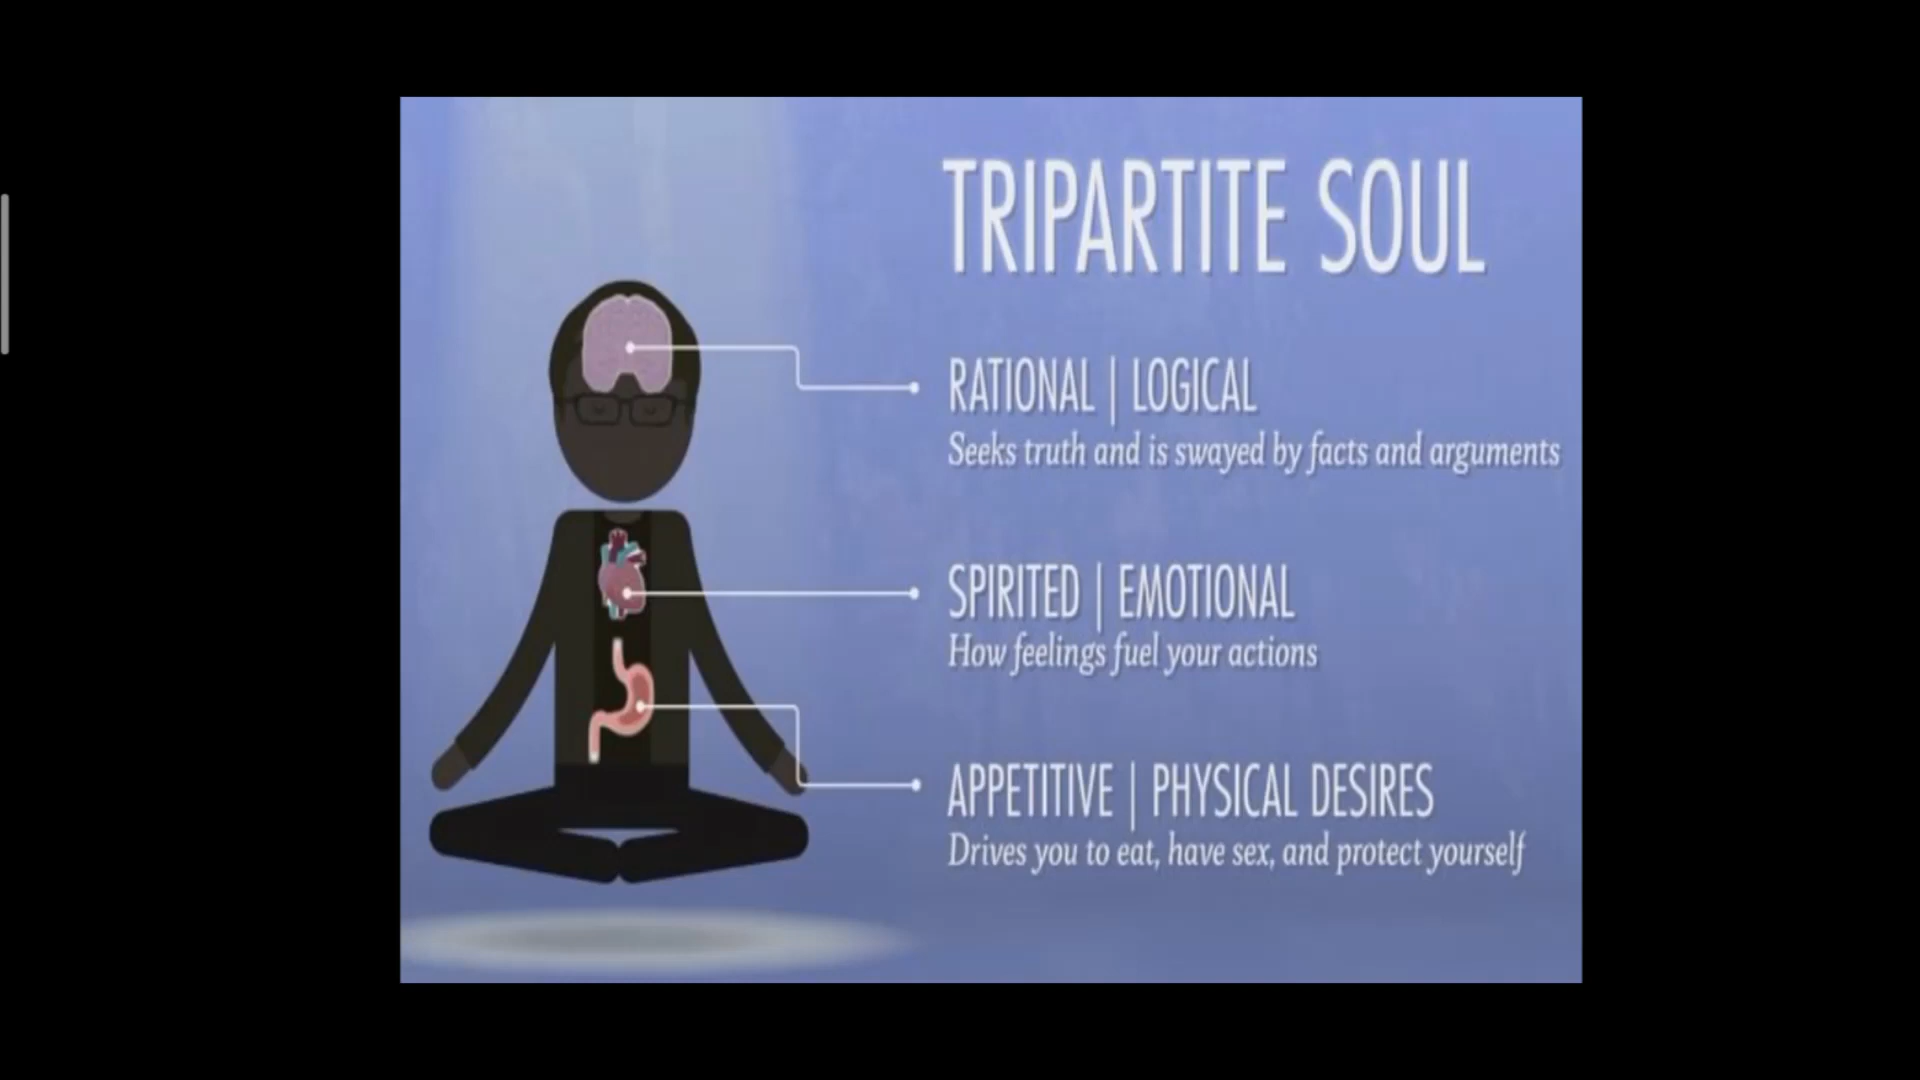 TRIPARTITE SOUL
RATIONAL | LOGICAL
Seeks truth and is swayed by facts and arguments
SPIRITED | EMOTIONAL
How feelings fuel your actions
APPETITIVE | PHYSICAL DESIRES
Drives you to eat, have sex, and protect yourself